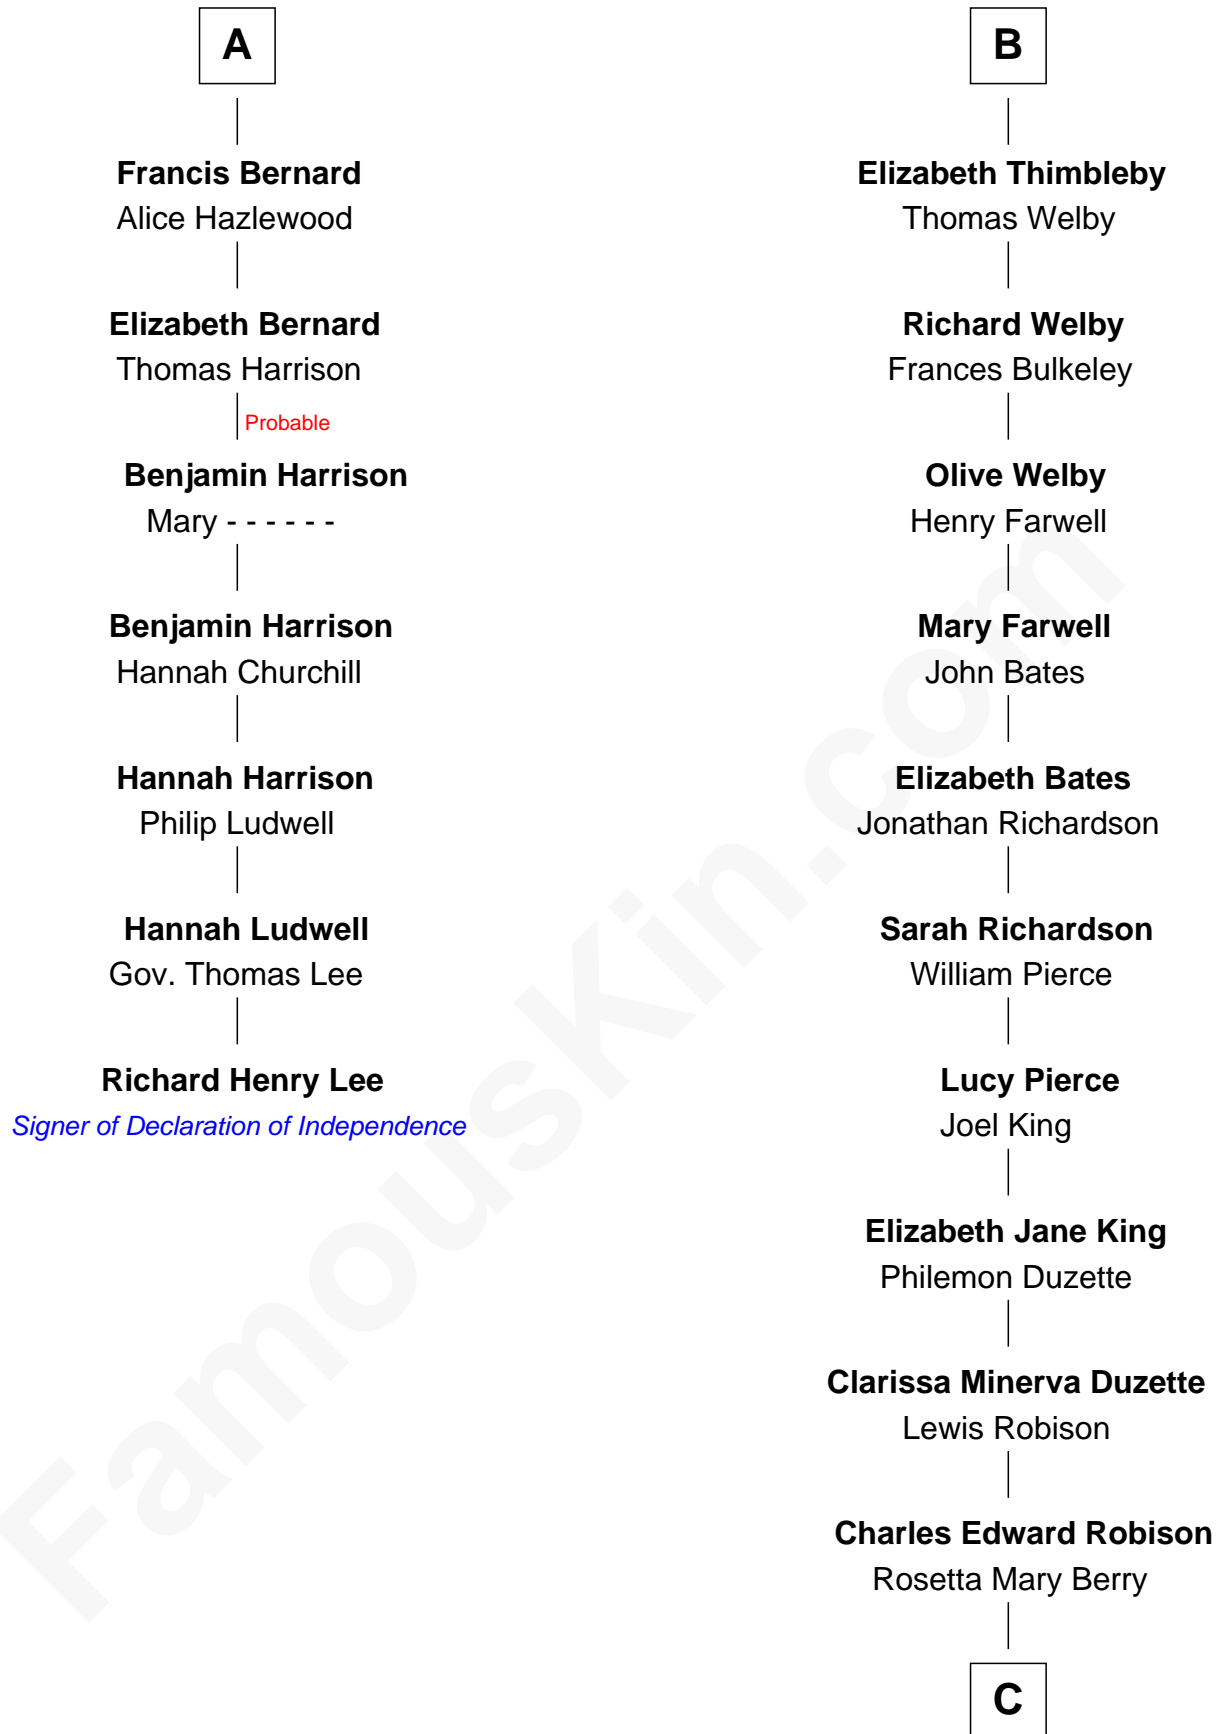 A
Francis Bernard
Alice Hazlewood
Elizabeth Bernard
Thomas Harrison
Probable
Benjamin Harrison
Mary - - - - - -
Benjamin Harrison
Hannah Churchill
Hannah Harrison
Philip Ludwell
Hannah Ludwell
Gov. Thomas Lee
Richard Henry Lee
Signer of Declaration of Independence
B
Elizabeth Thimbleby
Thomas Welby
Richard Welby
Frances Bulkeley
Olive Welby
Henry Farwell
Mary Farwell
John Bates
Elizabeth Bates
Jonathan Richardson
Sarah Richardson
William Pierce
Lucy Pierce
Joel King
Elizabeth Jane King
Philemon Duzette
Clarissa Minerva Duzette
Lewis Robison
Charles Edward Robison
Rosetta Mary Berry
C
FamousKin.com